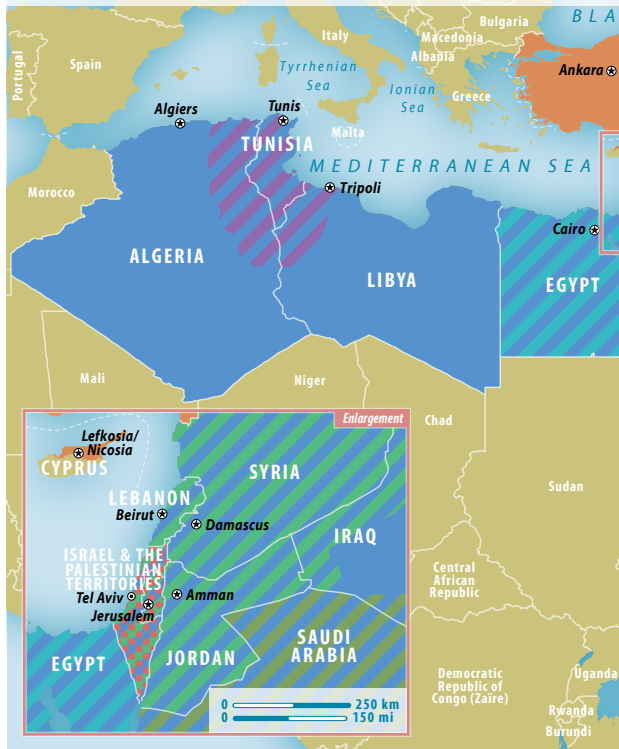 Bulgaria
BLA
Italy
Macedonia
Albania
Portugal
Spain
Tyrrhenian
Sea
Ionian
Sea
Greece
Ankara
Algiers
Tunis
Malta
TUNISIA
MEDITERRANEAN SEA
Morocco
Tripoli
Cairo
ALGERIA
LIBYA
EGYPT
Mali
Niger
Chad
Sudan
Central
African
Republic
Democratic
Republic of
Congo (Zaire)
Uganda
Rwanda
Burundi
Enlargement
Lefkosia/
Nicosia
CYPRUS
SYRIA
LEBANON
Beirut
Damascus
IRAQ
ISRAEL & THE
PALESTINIAN
TERRITORIES
Tel Aviv
Amman
Jerusalem
SAUDI
ARABIA
EGYPT
JORDAN
0 250 km
0 150 mi